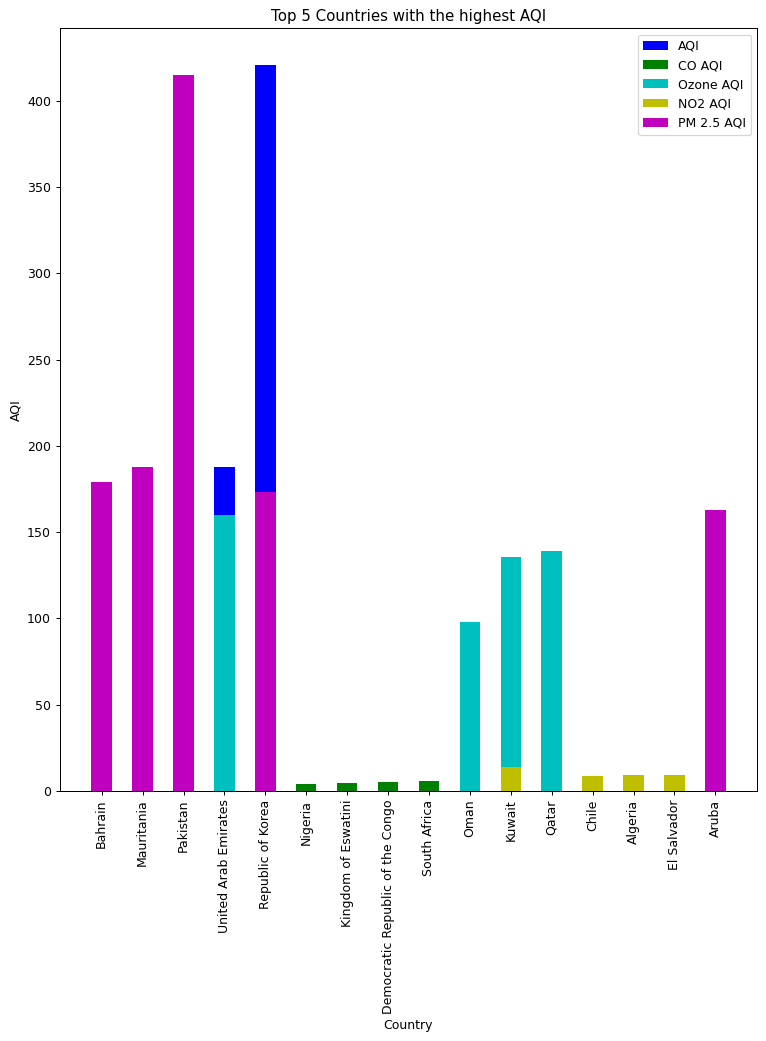 Top 5 Countries with the highest AQI
AQI
CO AQI
Ozone AQI
NO2 AQI
PM 2.5 AQI
AQI
400
350
300
250
200
150
100
50
0
Bahrain
Mauritania
Pakistan
United Arab Emirates
Republic of Korea
Nigeria
Kingdom of Eswatini
Democratic Republic of the Congo
South Africa
Oman
Kuwait
Qatar
Chile
Algeria
El Salvador
Aruba
Country